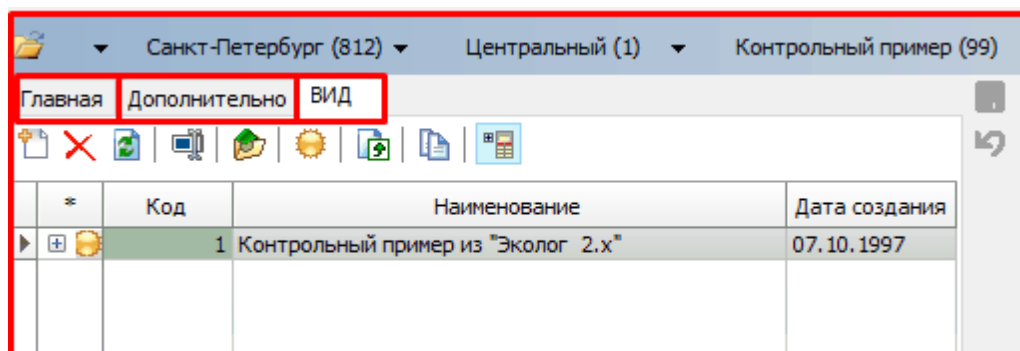 Санкт-Петербург (812) Центральный (1) Контрольный пример (99)
Главная Дополнительно ВИД
* Код Наименование Дата создания
1 Контрольный пример из "Эколог 2.x" 07.10.1997